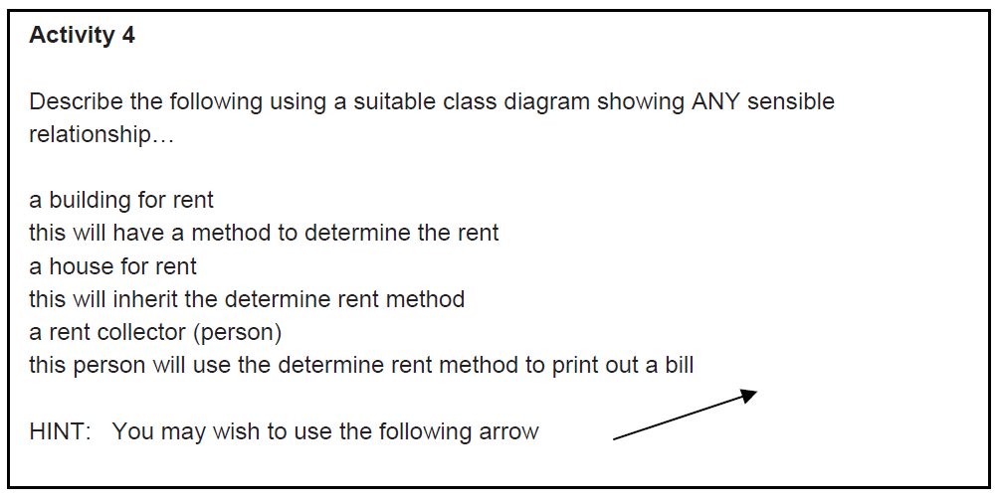 Activity 4
Describe the following using a suitable class diagram showing ANY sensible
relationship…
a building for rent
this will have a method to determine the rent
a house for rent
this will inherit the determine rent method
a rent collector (person)
this person will use the determine rent method to print out a bill
HINT: You may wish to use the following arrow